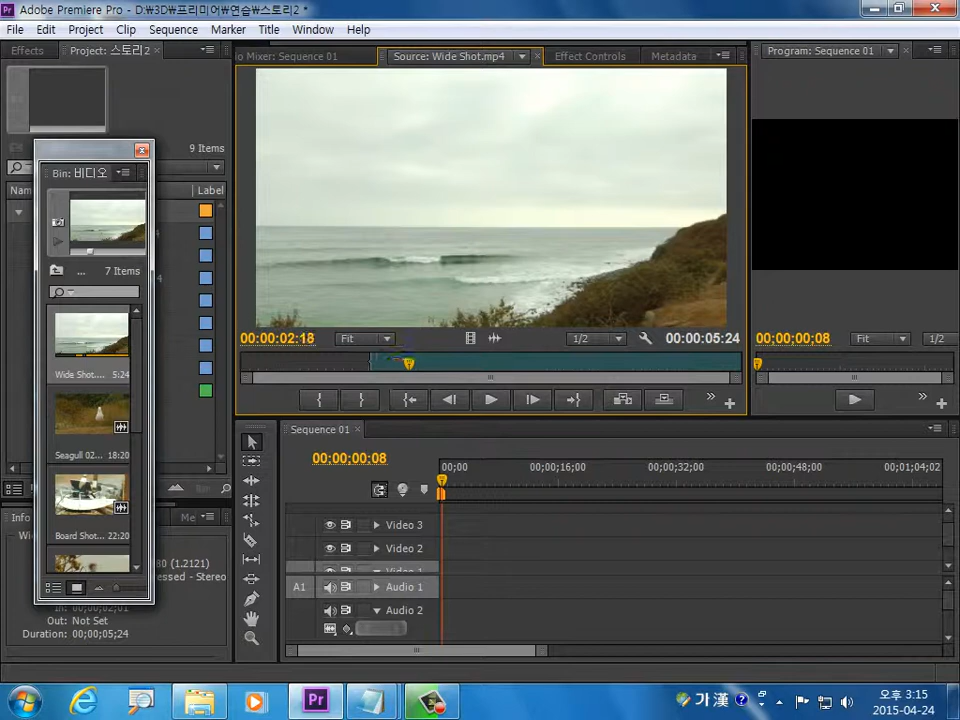 Adobe Premiere Pro - D:₩3D₩프리미어₩연습₩스토리2 *
File Edit Project Clip Sequence Marker Title Window Help
Effects Project: 스토리2
o Mixer: Sequence 01 Source: Wide Shot.mp4 Effect Controls Metadata
Program: Sequence 01
9 Items
Label
Bin: 비디오
... 7 Items
Wide Shot.... 5:24
Seagull 02... 18:20
Board Shot... 22:20
00:00:02:18 Fit 1/2 00:00:05:24
00;00;00;08 Fit 1/2
Sequence 01
00;00;00;08
00;00 00;00;16;00 00;00;32;00 00;00;48;00 00;01;04;02
Video 3
Video 2
A1 Audio 1
Audio 2
Info Me
80 (1.2121)
essed - Stereo
Out: Not Set
Duration: 00;00;05;24
Pr
가 漢
오후 3:15
2015-04-24